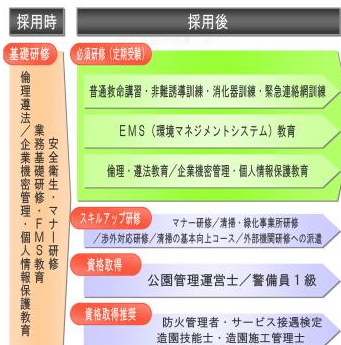 採用時
採用後
基礎研修
倫理遵法／企業機密管理・個人情報保護教育
業務基礎研修・FMS教育
安全衛生・マナー研修
必須研修（定期受験）
普通救命講習・非難誘導訓練・消化器訓練・緊急連絡網訓練
EMS（環境マネジメントシステム）教育
倫理・遵法教育／企業機密管理・個人情報保護教育
スキルアップ研修
マナー研修／清掃・緑化事業所研修
／渉外対応研修／清掃の基本向上コース／外部機関研修への派遣
資格取得
公園管理運営士／警備員１級
資格取得推奨
防火管理者・サービス接遇検定
造園技能士・造園施工管理士